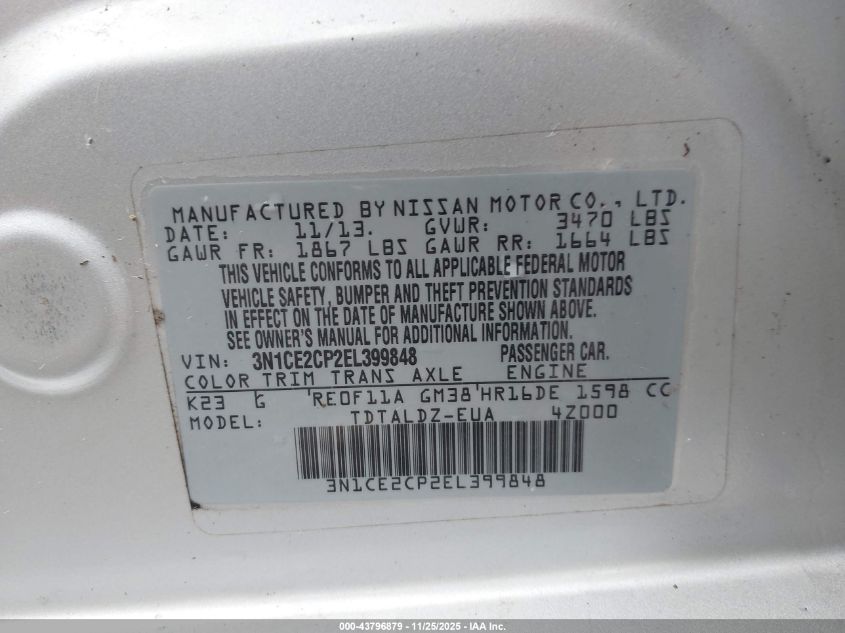 MANUFACTURED BY NISSAN MOTOR CO., LTD.
DATE: 11/13. GVWR: 3470 LBS
GAWR FR: 1867 LBS GAWR RR: 1664 LBS
THIS VEHICLE CONFORMS TO ALL APPLICABLE FEDERAL MOTOR
VEHICLE SAFETY, BUMPER AND THEFT PREVENTION STANDARDS
IN EFFECT ON THE DATE OF MANUFACTURE SHOWN ABOVE.
SEE OWNER'S MANUAL FOR ADDITIONAL INFORMATION.
VIN: 3N1CE2CP2EL399848 PASSENGER CAR.
COLOR TRIM TRANS AXLE ENGINE
K23 G RE0F11A GM38 HR16DE 1598 CC
MODEL: TDTALDZ-EUA 4Z000
3N1CE2CP2EL399848
000-43796879 - 11/25/2025 - IAA Inc.